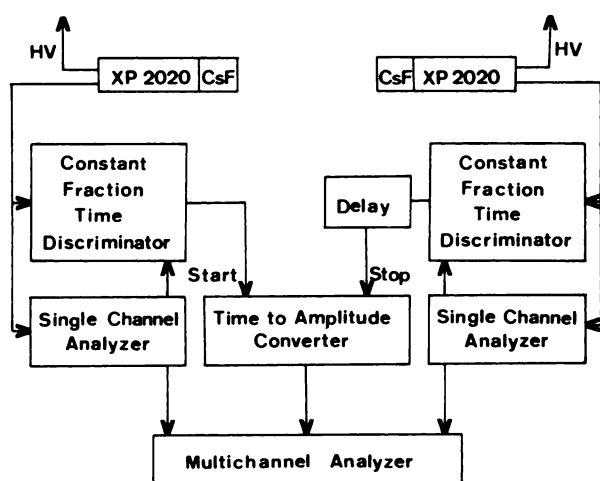 HV
XP 2020 CsF
HV
CsF XP 2020
Constant
Fraction
Time
Discriminator
Delay
Constant
Fraction
Time
Discriminator
Start
Stop
Single Channel
Analyzer
Time to Amplitude
Converter
Single Channel
Analyzer
Multichannel Analyzer